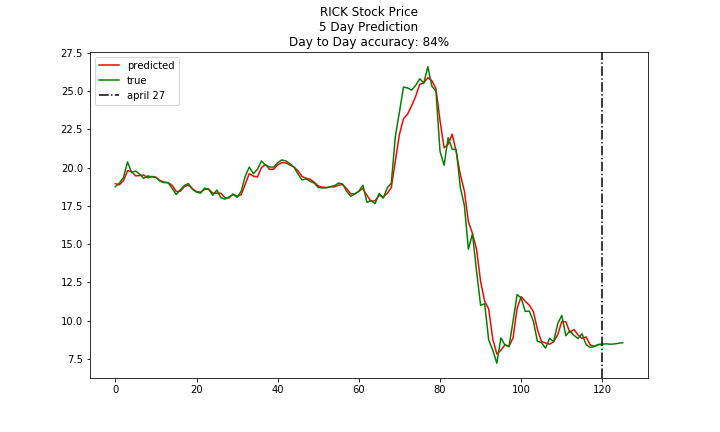 RICK Stock Price
5 Day Prediction
Day to Day accuracy: 84%
predicted
true
april 27
27.5
25.0
22.5
20.0
17.5
15.0
12.5
10.0
7.5
0 20 40 60 80 100 120